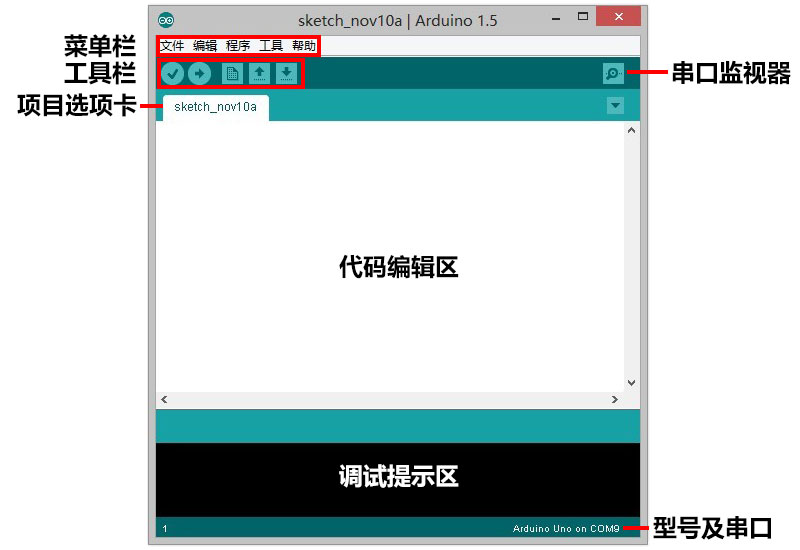 sketch_nov10a | Arduino 1.5
菜单栏
文件 编辑 程序 工具 帮助
工具栏
串口监视器
项目选项卡
sketch_nov10a
代码编辑区
调试提示区
1
Arduino Uno on COM9
型号及串口